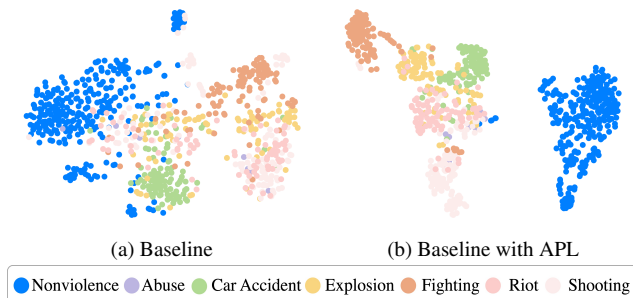 (a) Baseline
(b) Baseline with APL
Nonviolence Abuse Car Accident Explosion Fighting Riot Shooting